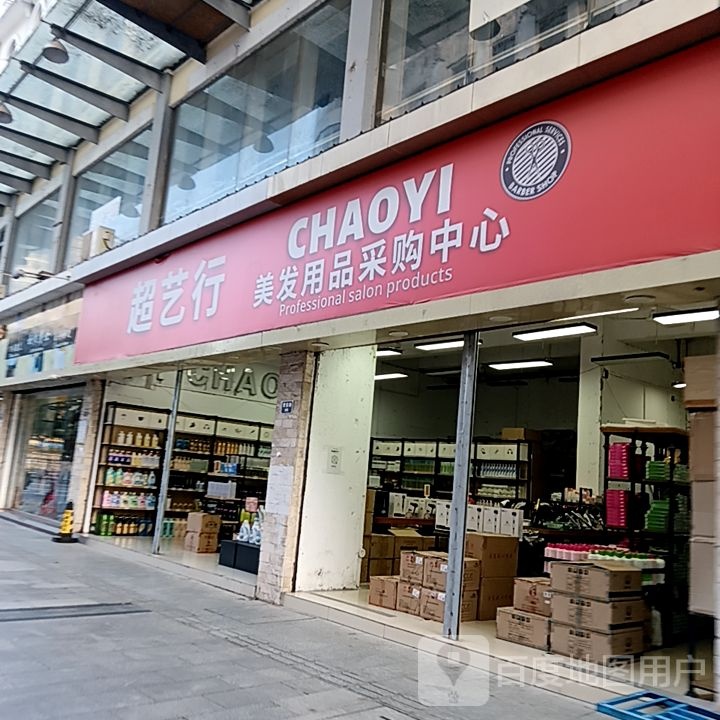 超艺行
CHAOYI
美发用品采购中心
Professional salon products
PROFESSIONAL SERVICES
BARBER SHOP
CHAO
百度地图用户